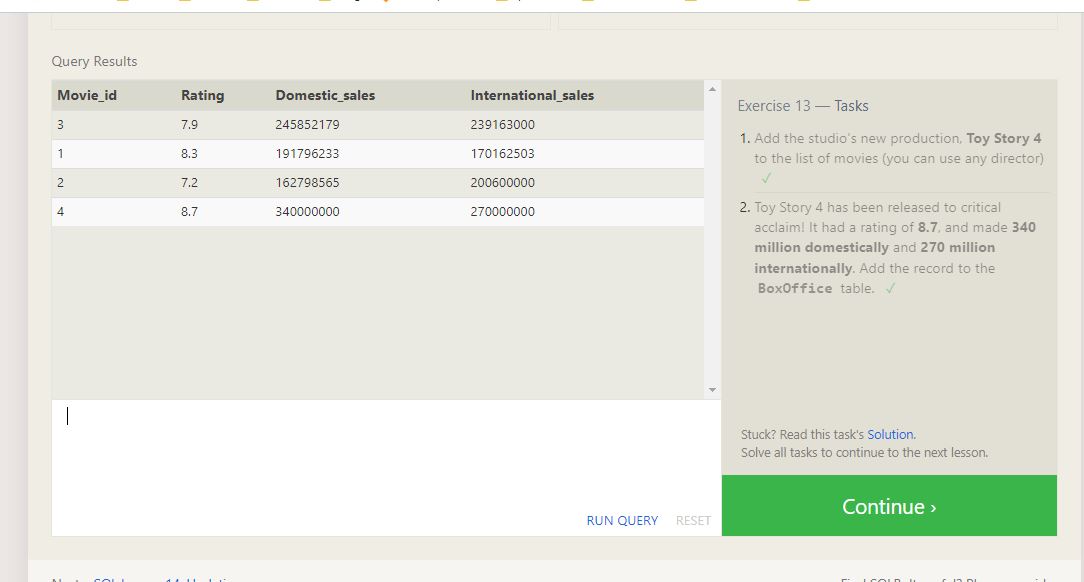 Query Results
Movie_id Rating Domestic_sales International_sales
3 7.9 245852179 239163000
1 8.3 191796233 170162503
2 7.2 162798565 200600000
4 8.7 340000000 270000000
Exercise 13 — Tasks
1. Add the studio's new production, Toy Story 4
to the list of movies (you can use any director)
✓
2. Toy Story 4 has been released to critical
acclaim! It had a rating of 8.7, and made 340
million domestically and 270 million
internationally. Add the record to the
BoxOffice table. ✓
Stuck? Read this task's Solution.
Solve all tasks to continue to the next lesson.
RUN QUERY RESET
Continue ›